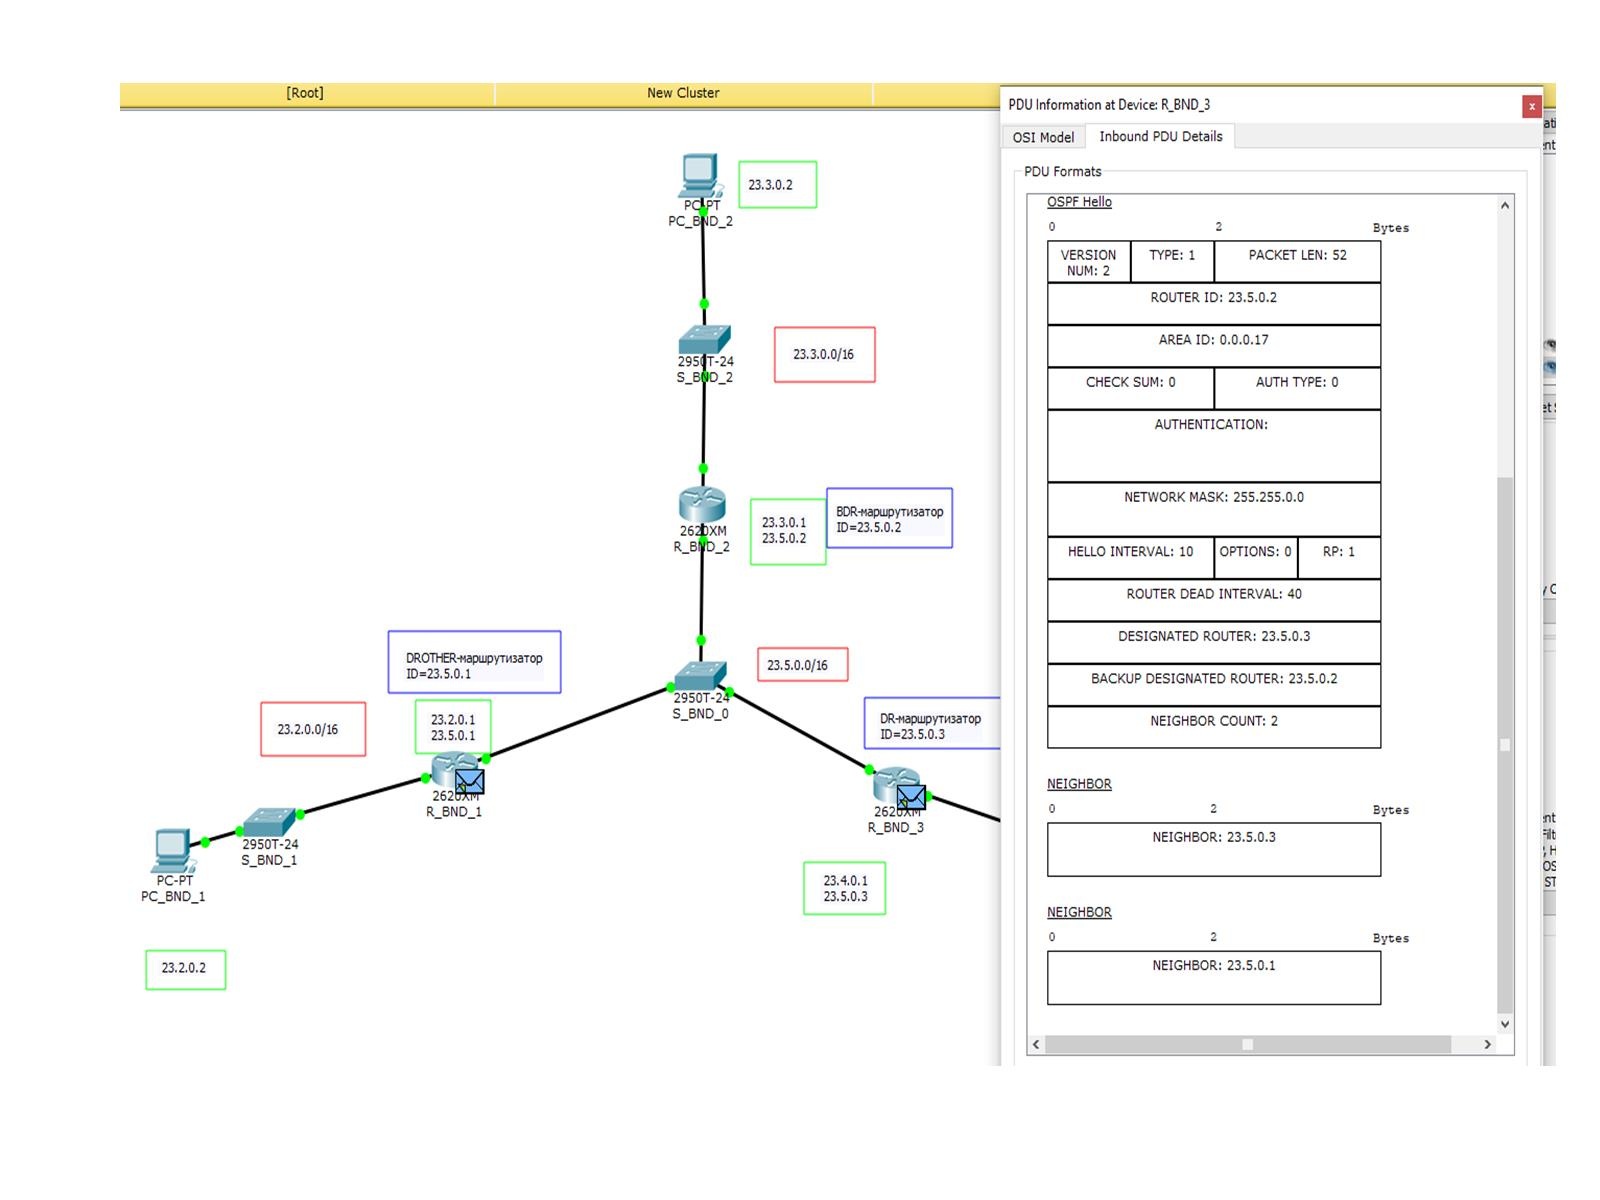 [Root]
New Cluster
PC-PT
PC_BND_2
23.3.0.2
2950T-24
S_BND_2
23.3.0.0/16
2620XM
R_BND_2
23.3.0.1
23.5.0.2
BDR-маршрутизатор
ID=23.5.0.2
DROTHER-маршрутизатор
ID=23.5.0.1
23.5.0.0/16
2950T-24
S_BND_0
23.2.0.0/16
23.2.0.1
23.5.0.1
DR-маршрутизатор
ID=23.5.0.3
2620XM
R_BND_1
2620XM
R_BND_3
2950T-24
S_BND_1
PC-PT
PC_BND_1
23.4.0.1
23.5.0.3
23.2.0.2
PDU Information at Device: R_BND_3
x
OSI Model
Inbound PDU Details
PDU Formats
OSPF Hello
0 2 Bytes
VERSION NUM: 2 TYPE: 1 PACKET LEN: 52
ROUTER ID: 23.5.0.2
AREA ID: 0.0.0.17
CHECK SUM: 0 AUTH TYPE: 0
AUTHENTICATION:
NETWORK MASK: 255.255.0.0
HELLO INTERVAL: 10 OPTIONS: 0 RP: 1
ROUTER DEAD INTERVAL: 40
DESIGNATED ROUTER: 23.5.0.3
BACKUP DESIGNATED ROUTER: 23.5.0.2
NEIGHBOR COUNT: 2
NEIGHBOR
0 2 Bytes
NEIGHBOR: 23.5.0.3
NEIGHBOR
0 2 Bytes
NEIGHBOR: 23.5.0.1